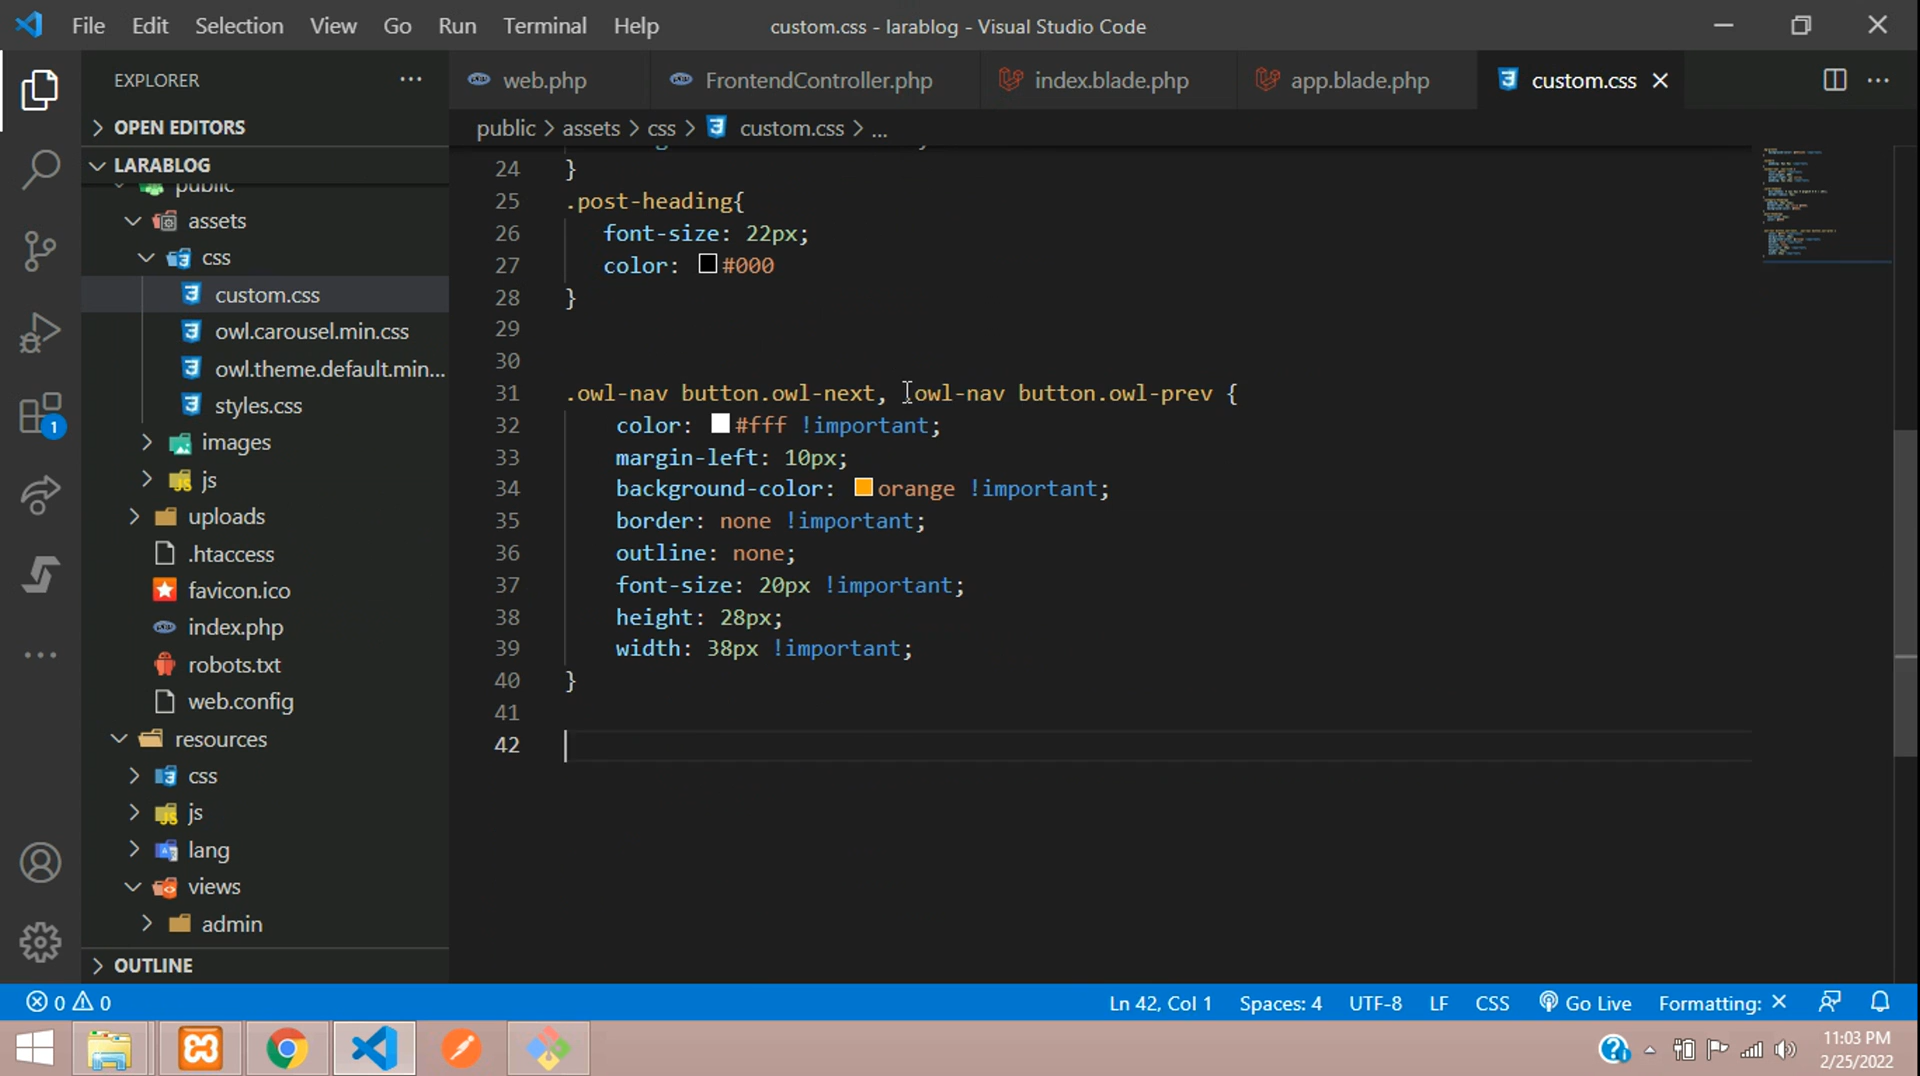 File Edit Selection View Go Run Terminal Help custom.css - larablog - Visual Studio Code
EXPLORER ...
web.php FrontendController.php index.blade.php app.blade.php custom.css
public > assets > css > custom.css > ...
OPEN EDITORS
LARABLOG
public
assets
css
custom.css
owl.carousel.min.css
owl.theme.default.min...
styles.css
images
js
uploads
.htaccess
favicon.ico
index.php
robots.txt
web.config
resources
css
js
lang
views
admin
OUTLINE
24 }
25 .post-heading{
26 font-size: 22px;
27 color: #000
28 }
29
30
31 .owl-nav button.owl-next, .owl-nav button.owl-prev {
32 color: #fff !important;
33 margin-left: 10px;
34 background-color: orange !important;
35 border: none !important;
36 outline: none;
37 font-size: 20px !important;
38 height: 28px;
39 width: 38px !important;
40 }
41
42
1
0 0 Ln 42, Col 1 Spaces: 4 UTF-8 LF CSS Go Live Formatting: ×
11:03 PM
2/25/2022